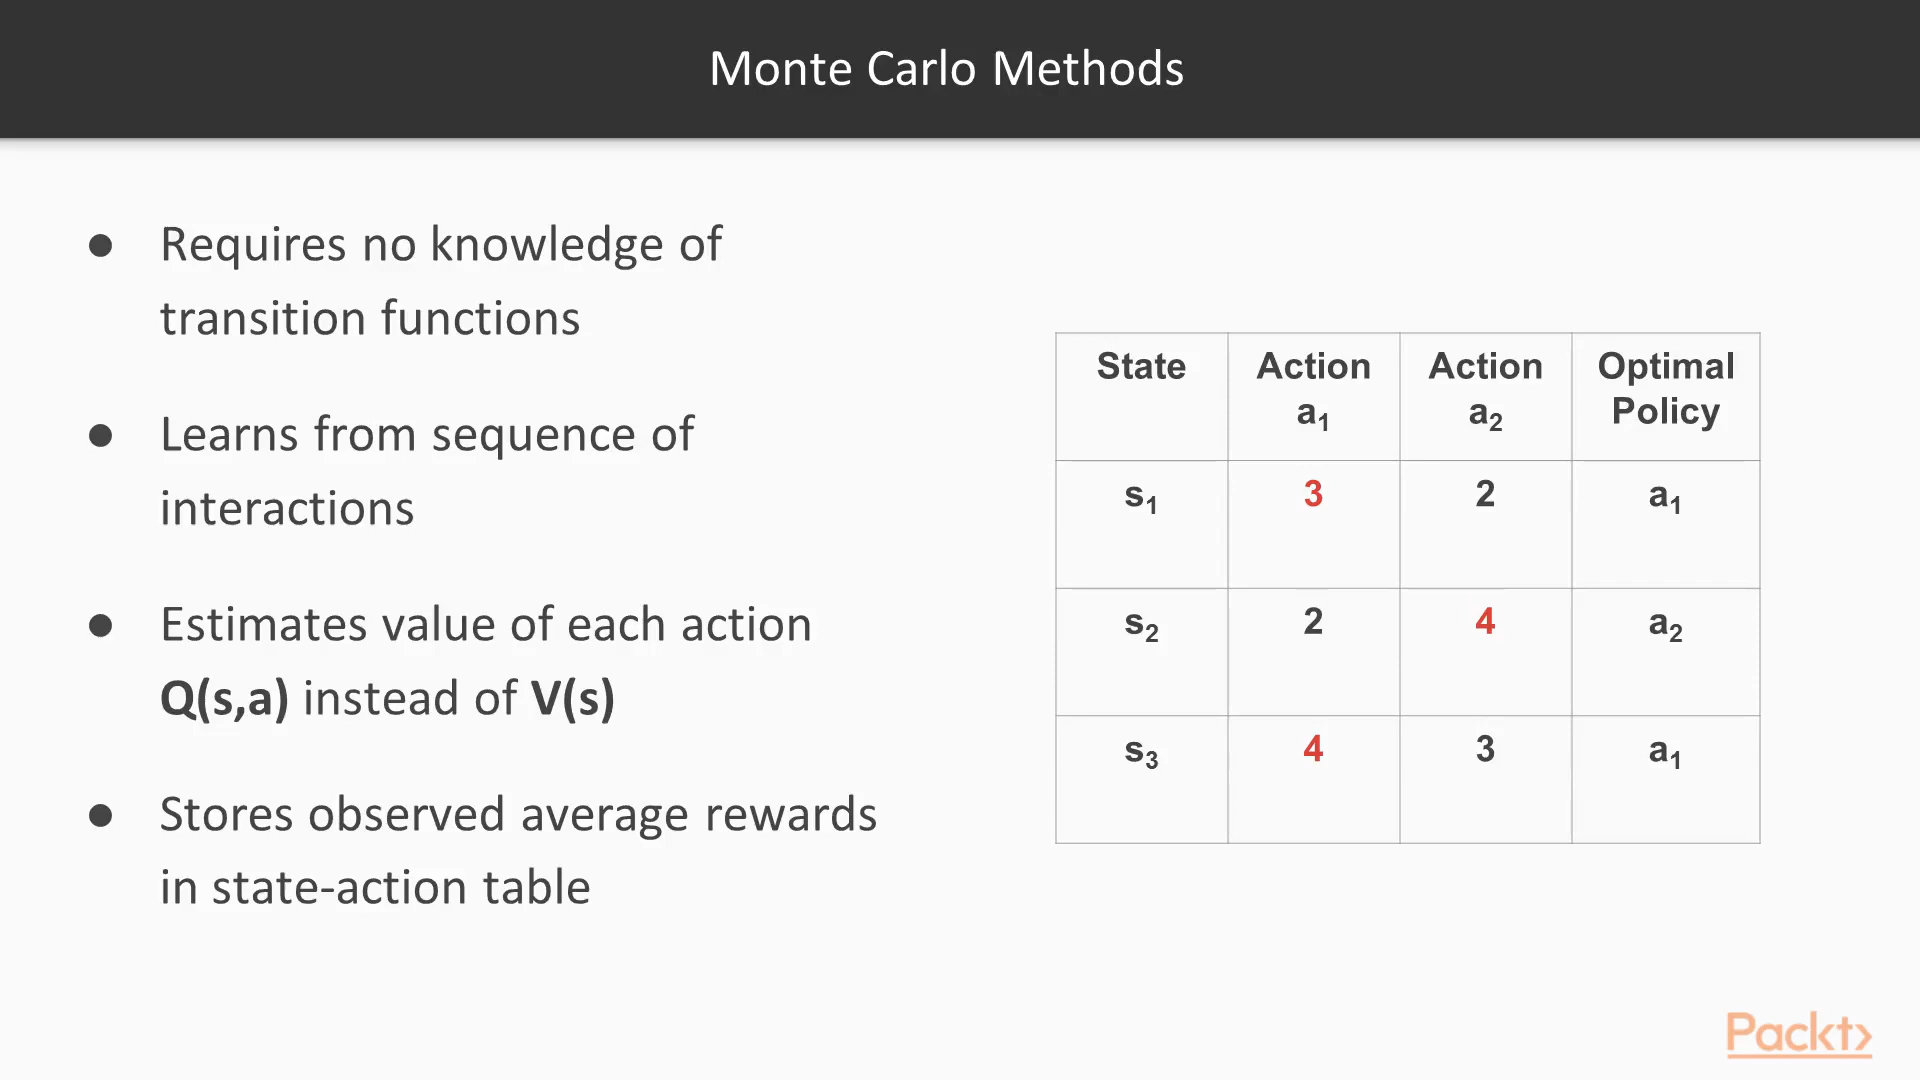 Monte Carlo Methods
● Requires no knowledge of
transition functions
● Learns from sequence of
interactions
● Estimates value of each action
Q(s,a) instead of V(s)
● Stores observed average rewards
in state-action table
State Action Action Optimal
a₁ a₂ Policy
s₁ 3 2 a₁
s₂ 2 4 a₂
s₃ 4 3 a₁
Packt>